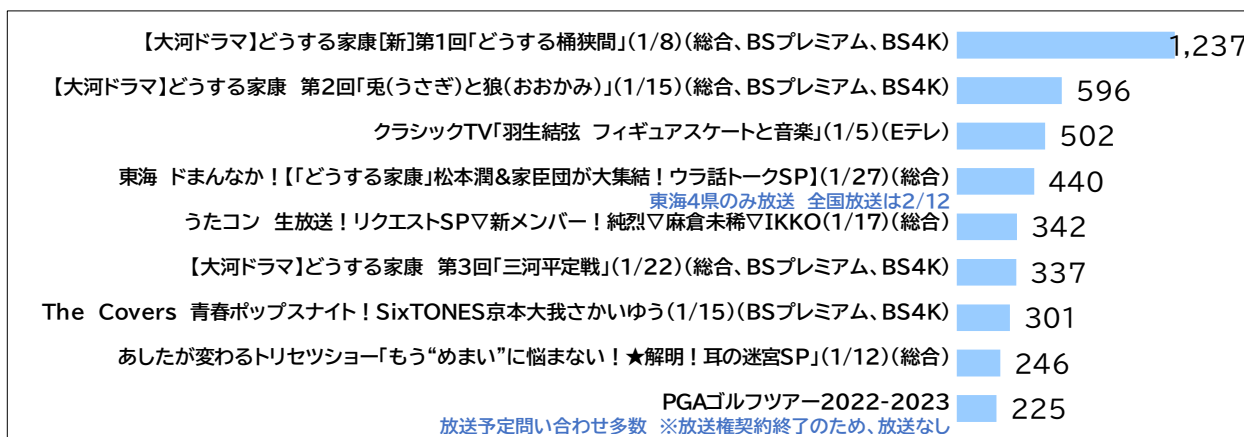 【大河ドラマ】どうする家康[新]第1回「どうする桶狭間」(1/8)(総合、BSプレミアム、BS4K) 1,237
【大河ドラマ】どうする家康 第2回「兎(うさぎ)と狼(おおかみ)」(1/15)(総合、BSプレミアム、BS4K) 596
クラシックTV「羽生結弦 フィギュアスケートと音楽」(1/5)(Eテレ) 502
東海 ドまんなか！【「どうする家康」松本潤&家臣団が大集結！ウラ話トークSP】(1/27)(総合) 440
東海4県のみ放送 全国放送は2/12
うたコン 生放送！リクエストSP▽新メンバー！純烈▽麻倉未稀▽IKKO(1/17)(総合) 342
【大河ドラマ】どうする家康 第3回「三河平定戦」(1/22)(総合、BSプレミアム、BS4K) 337
The Covers 青春ポップスナイト！SixTONES京本大我さかいゆう(1/15)(BSプレミアム、BS4K) 301
あしたが変わるトリセツショー「もう“めまい”に悩まない！★解明！耳の迷宮SP」(1/12)(総合) 246
PGAゴルフツアー2022-2023 225
放送予定問い合わせ多数 ※放送権契約終了のため、放送なし